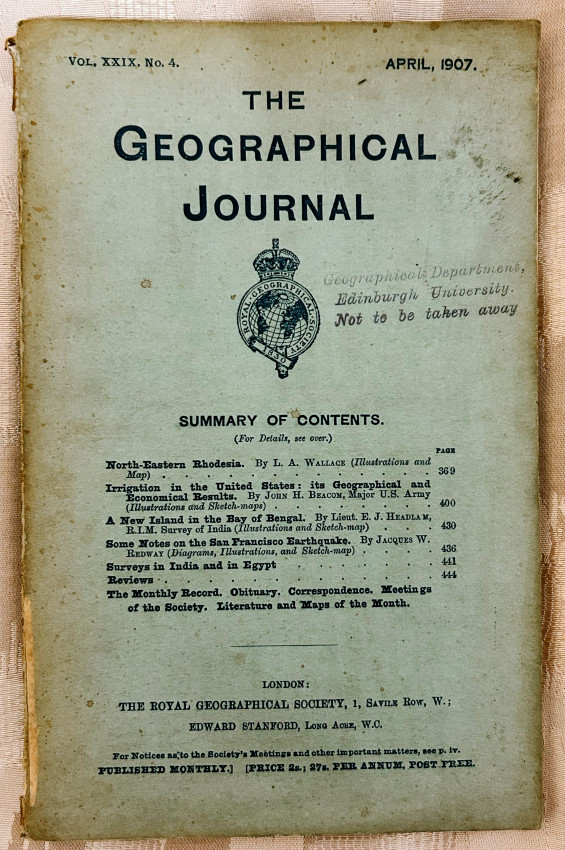 VOL. XXIX. No. 4.
APRIL, 1907.
THE
GEOGRAPHICAL
JOURNAL
ROYAL · GEOGRAPHICAL · SOCIETY
1830
Geographical Department,
Edinburgh University.
Not to be taken away
SUMMARY OF CONTENTS.
(For Details, see over.)
PAGE
North-Eastern Rhodesia. By L. A. WALLACE (Illustrations and
Map) . . . . . . . . . . 369
Irrigation in the United States: its Geographical and
Economical Results. By JOHN H. BEACOM, Major U.S. Army
(Illustrations and Sketch-maps) . . . . . . 400
A New Island in the Bay of Bengal. By Lieut. E. J. HEADLAM,
R.I.M. Survey of India (Illustrations and Sketch-map) . . . 430
Some Notes on the San Francisco Earthquake. By JACQUES W.
REDWAY (Diagrams, Illustrations, and Sketch-map) . . . . 436
Surveys in India and in Egypt . . . . . . 441
Reviews . . . . . . . . . . 444
The Monthly Record. Obituary. Correspondence. Meetings
of the Society. Literature and Maps of the Month.
LONDON:
THE ROYAL GEOGRAPHICAL SOCIETY, 1, SAVILE ROW, W.;
EDWARD STANFORD, LONG ACRE, W.C.
For Notices as to the Society's Meetings and other important matters, see p. iv.
PUBLISHED MONTHLY.] [PRICE 2s.; 27s. PER ANNUM, POST FREE.